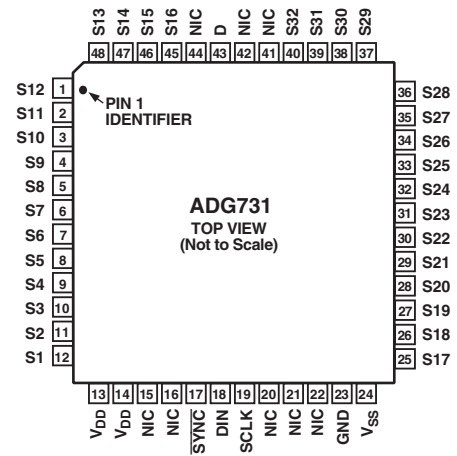 S13 S14 S15 S16 NIC D NIC NIC S32 S31 S30 S29
48 47 46 45 44 43 42 41 40 39 38 37
S12 1
S11 2
S10 3
S9 4
S8 5
S7 6
S6 7
S5 8
S4 9
S3 10
S2 11
S1 12
PIN 1
IDENTIFIER
ADG731
TOP VIEW
(Not to Scale)
36 S28
35 S27
34 S26
33 S25
32 S24
31 S23
30 S22
29 S21
28 S20
27 S19
26 S18
25 S17
13 14 15 16 17 18 19 20 21 22 23 24
VDD VDD NIC NIC SYNC DIN SCLK NIC NIC NIC GND VSS